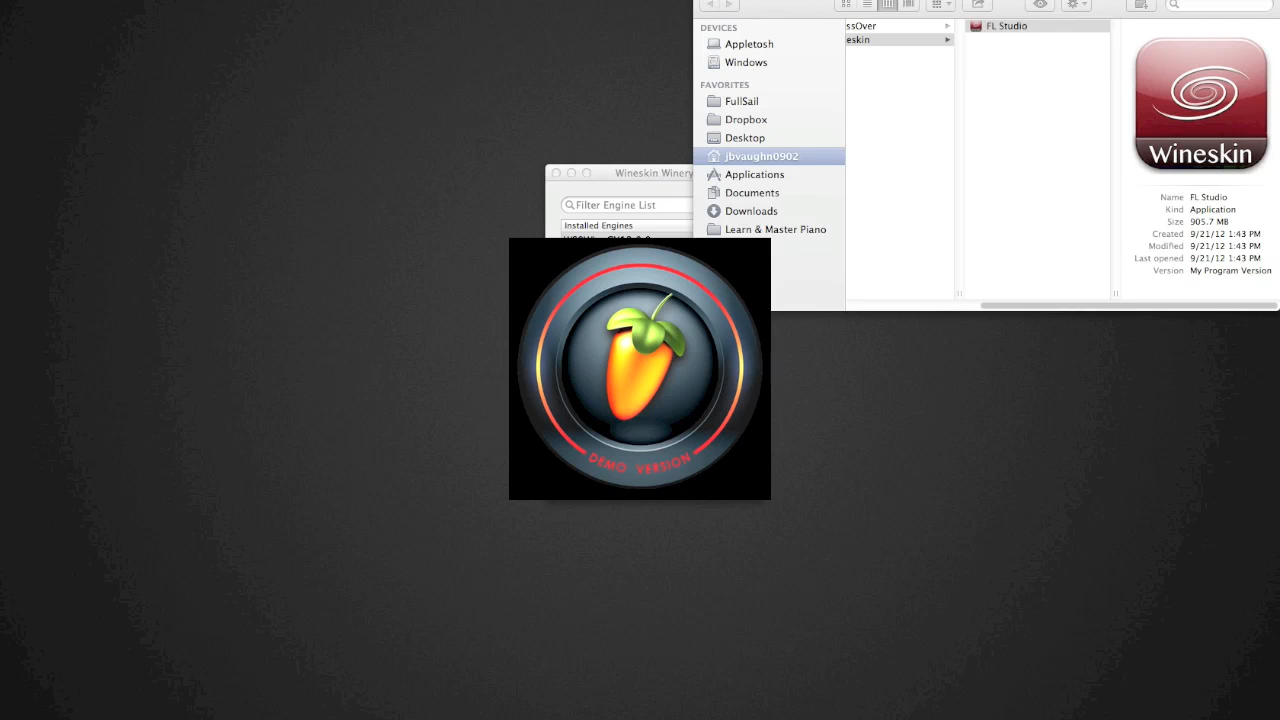 ssOver
FL Studio
eskin
DEVICES
Appletosh
Windows
FAVORITES
FullSail
Dropbox
Desktop
jbvaughn0902
Applications
Documents
Downloads
Learn & Master Piano
Wineskin
Name FL Studio
Kind Application
Size 905.7 MB
Created 9/21/12 1:43 PM
Modified 9/21/12 1:43 PM
Last opened 9/21/12 1:43 PM
Version My Program Version
Wineskin Winery
Filter Engine List
Installed Engines
DEMO VERSION